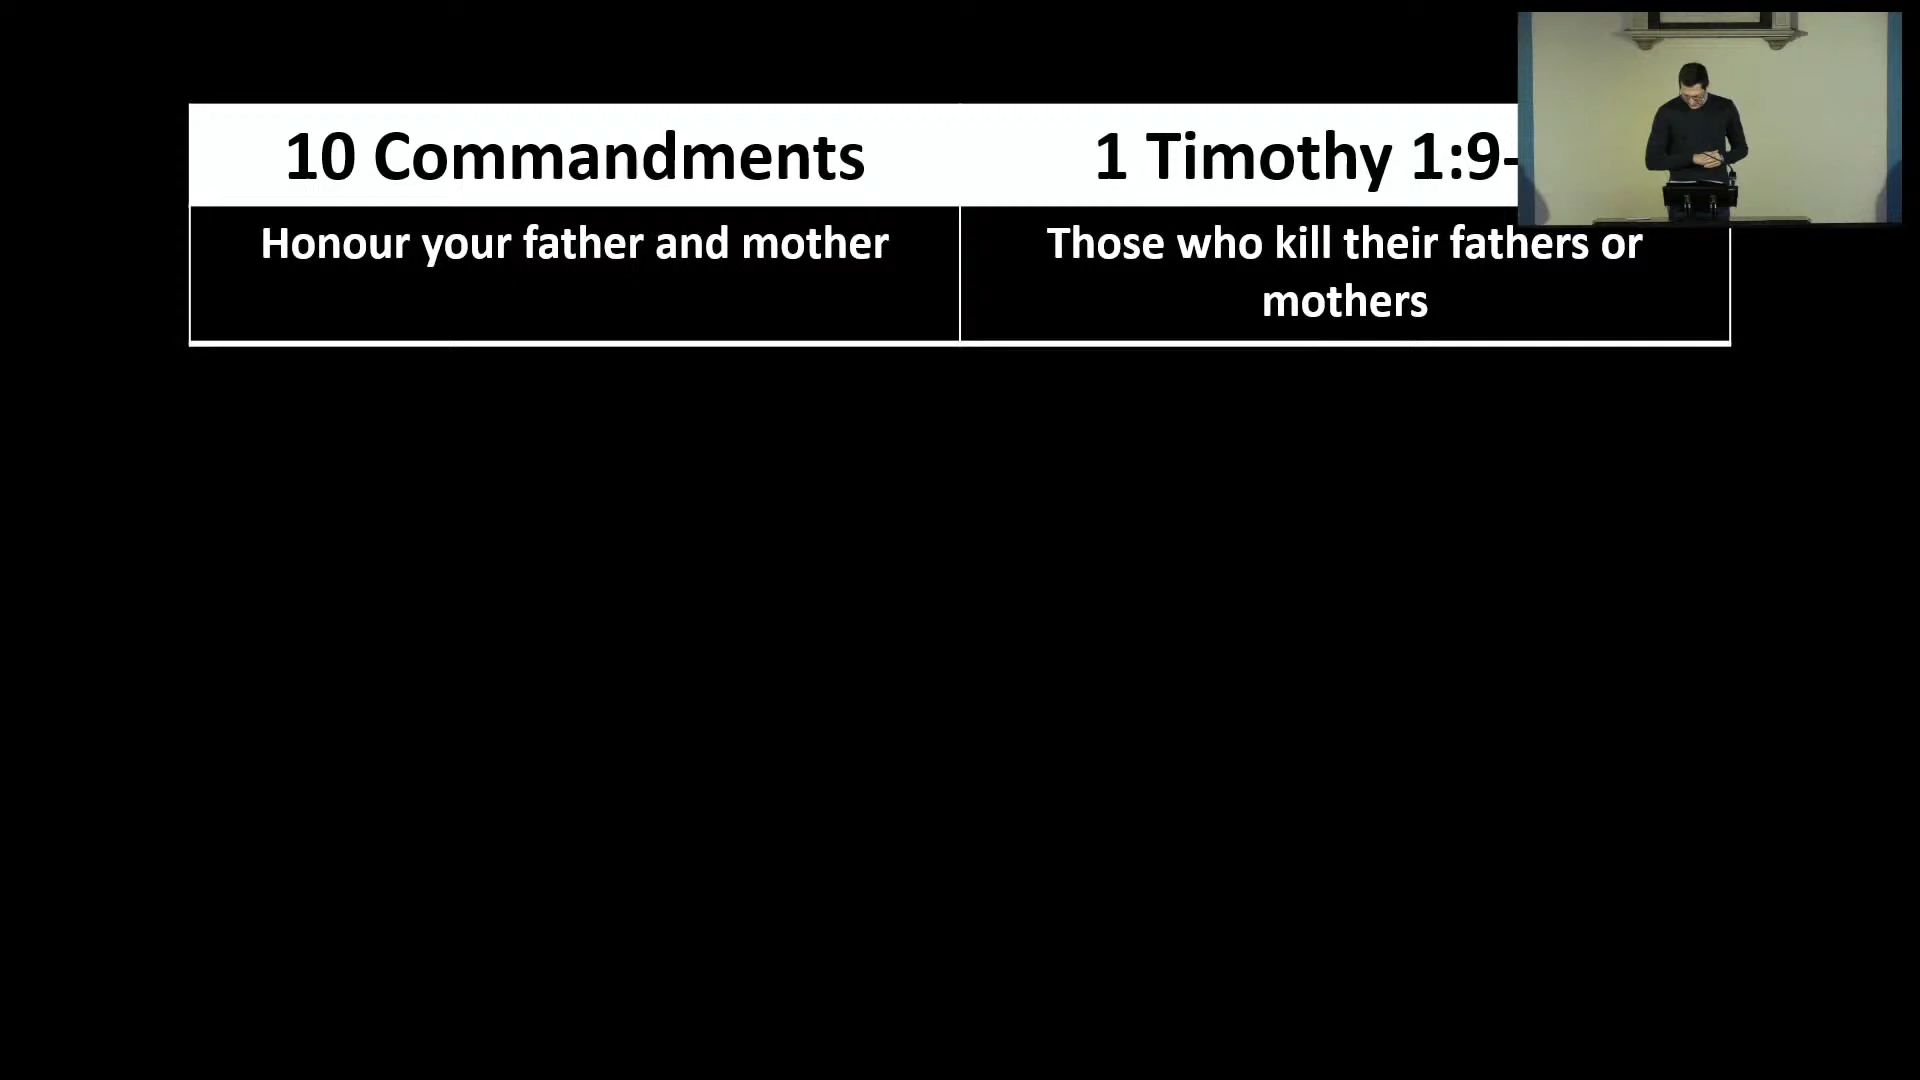 10 Commandments
1 Timothy 1:9-
Honour your father and mother
Those who kill their fathers or
mothers